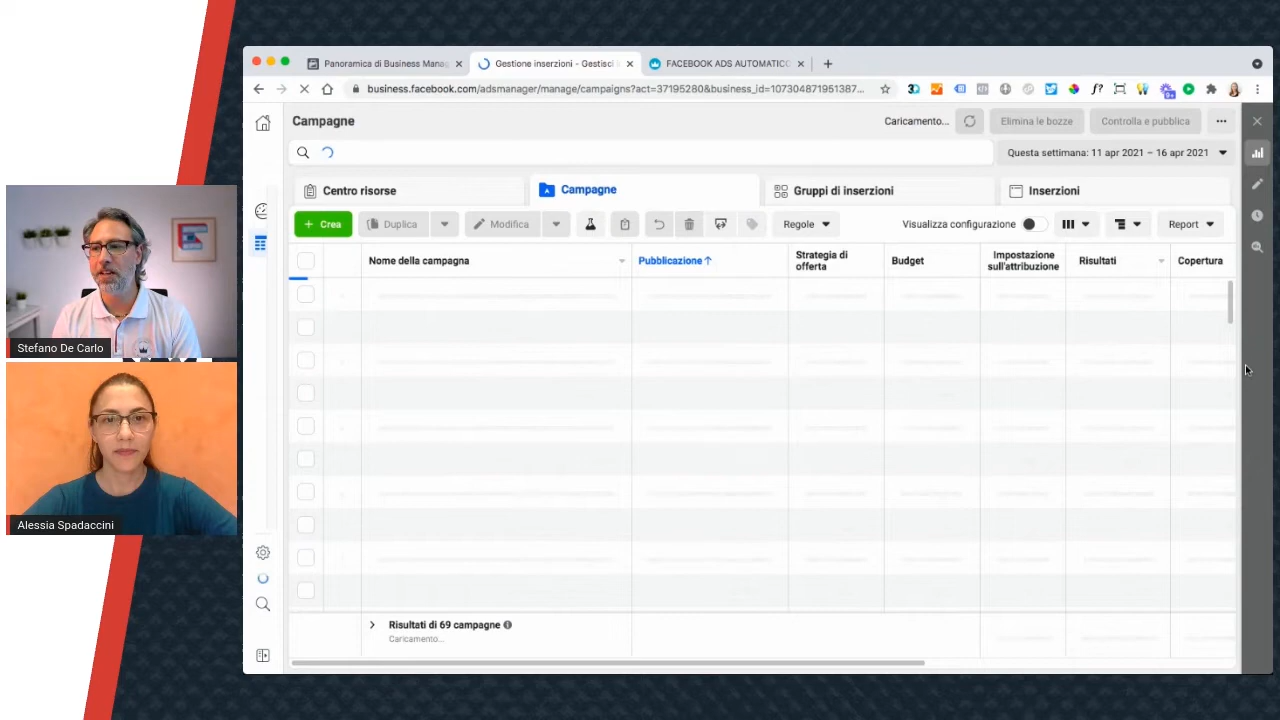 Panoramica di Business Manag
Gestione inserzioni - Gestisci i
FACEBOOK ADS AUTOMATICO
business.facebook.com/adsmanager/manage/campaigns?act=37195280&business_id=107304871951387...
Campagne
Caricamento...
Elimina le bozze
Controlla e pubblica
Questa settimana: 11 apr 2021 – 16 apr 2021
Centro risorse
Campagne
Gruppi di inserzioni
Inserzioni
+ Crea
Duplica
Modifica
Regole
Visualizza configurazione
Report
Nome della campagna
Pubblicazione ↑
Strategia di
offerta
Budget
Impostazione
sull'attribuzione
Risultati
Copertura
Risultati di 69 campagne
Caricamento...
Stefano De Carlo
Alessia Spadaccini